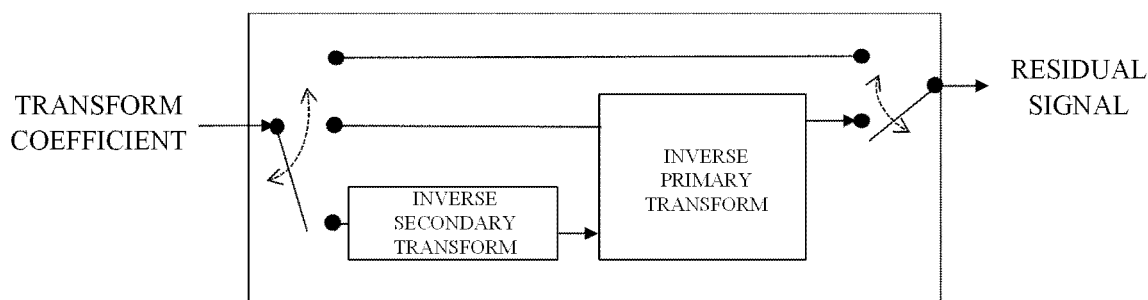 TRANSFORM
COEFFICIENT
INVERSE
SECONDARY
TRANSFORM
INVERSE
PRIMARY
TRANSFORM
RESIDUAL
SIGNAL